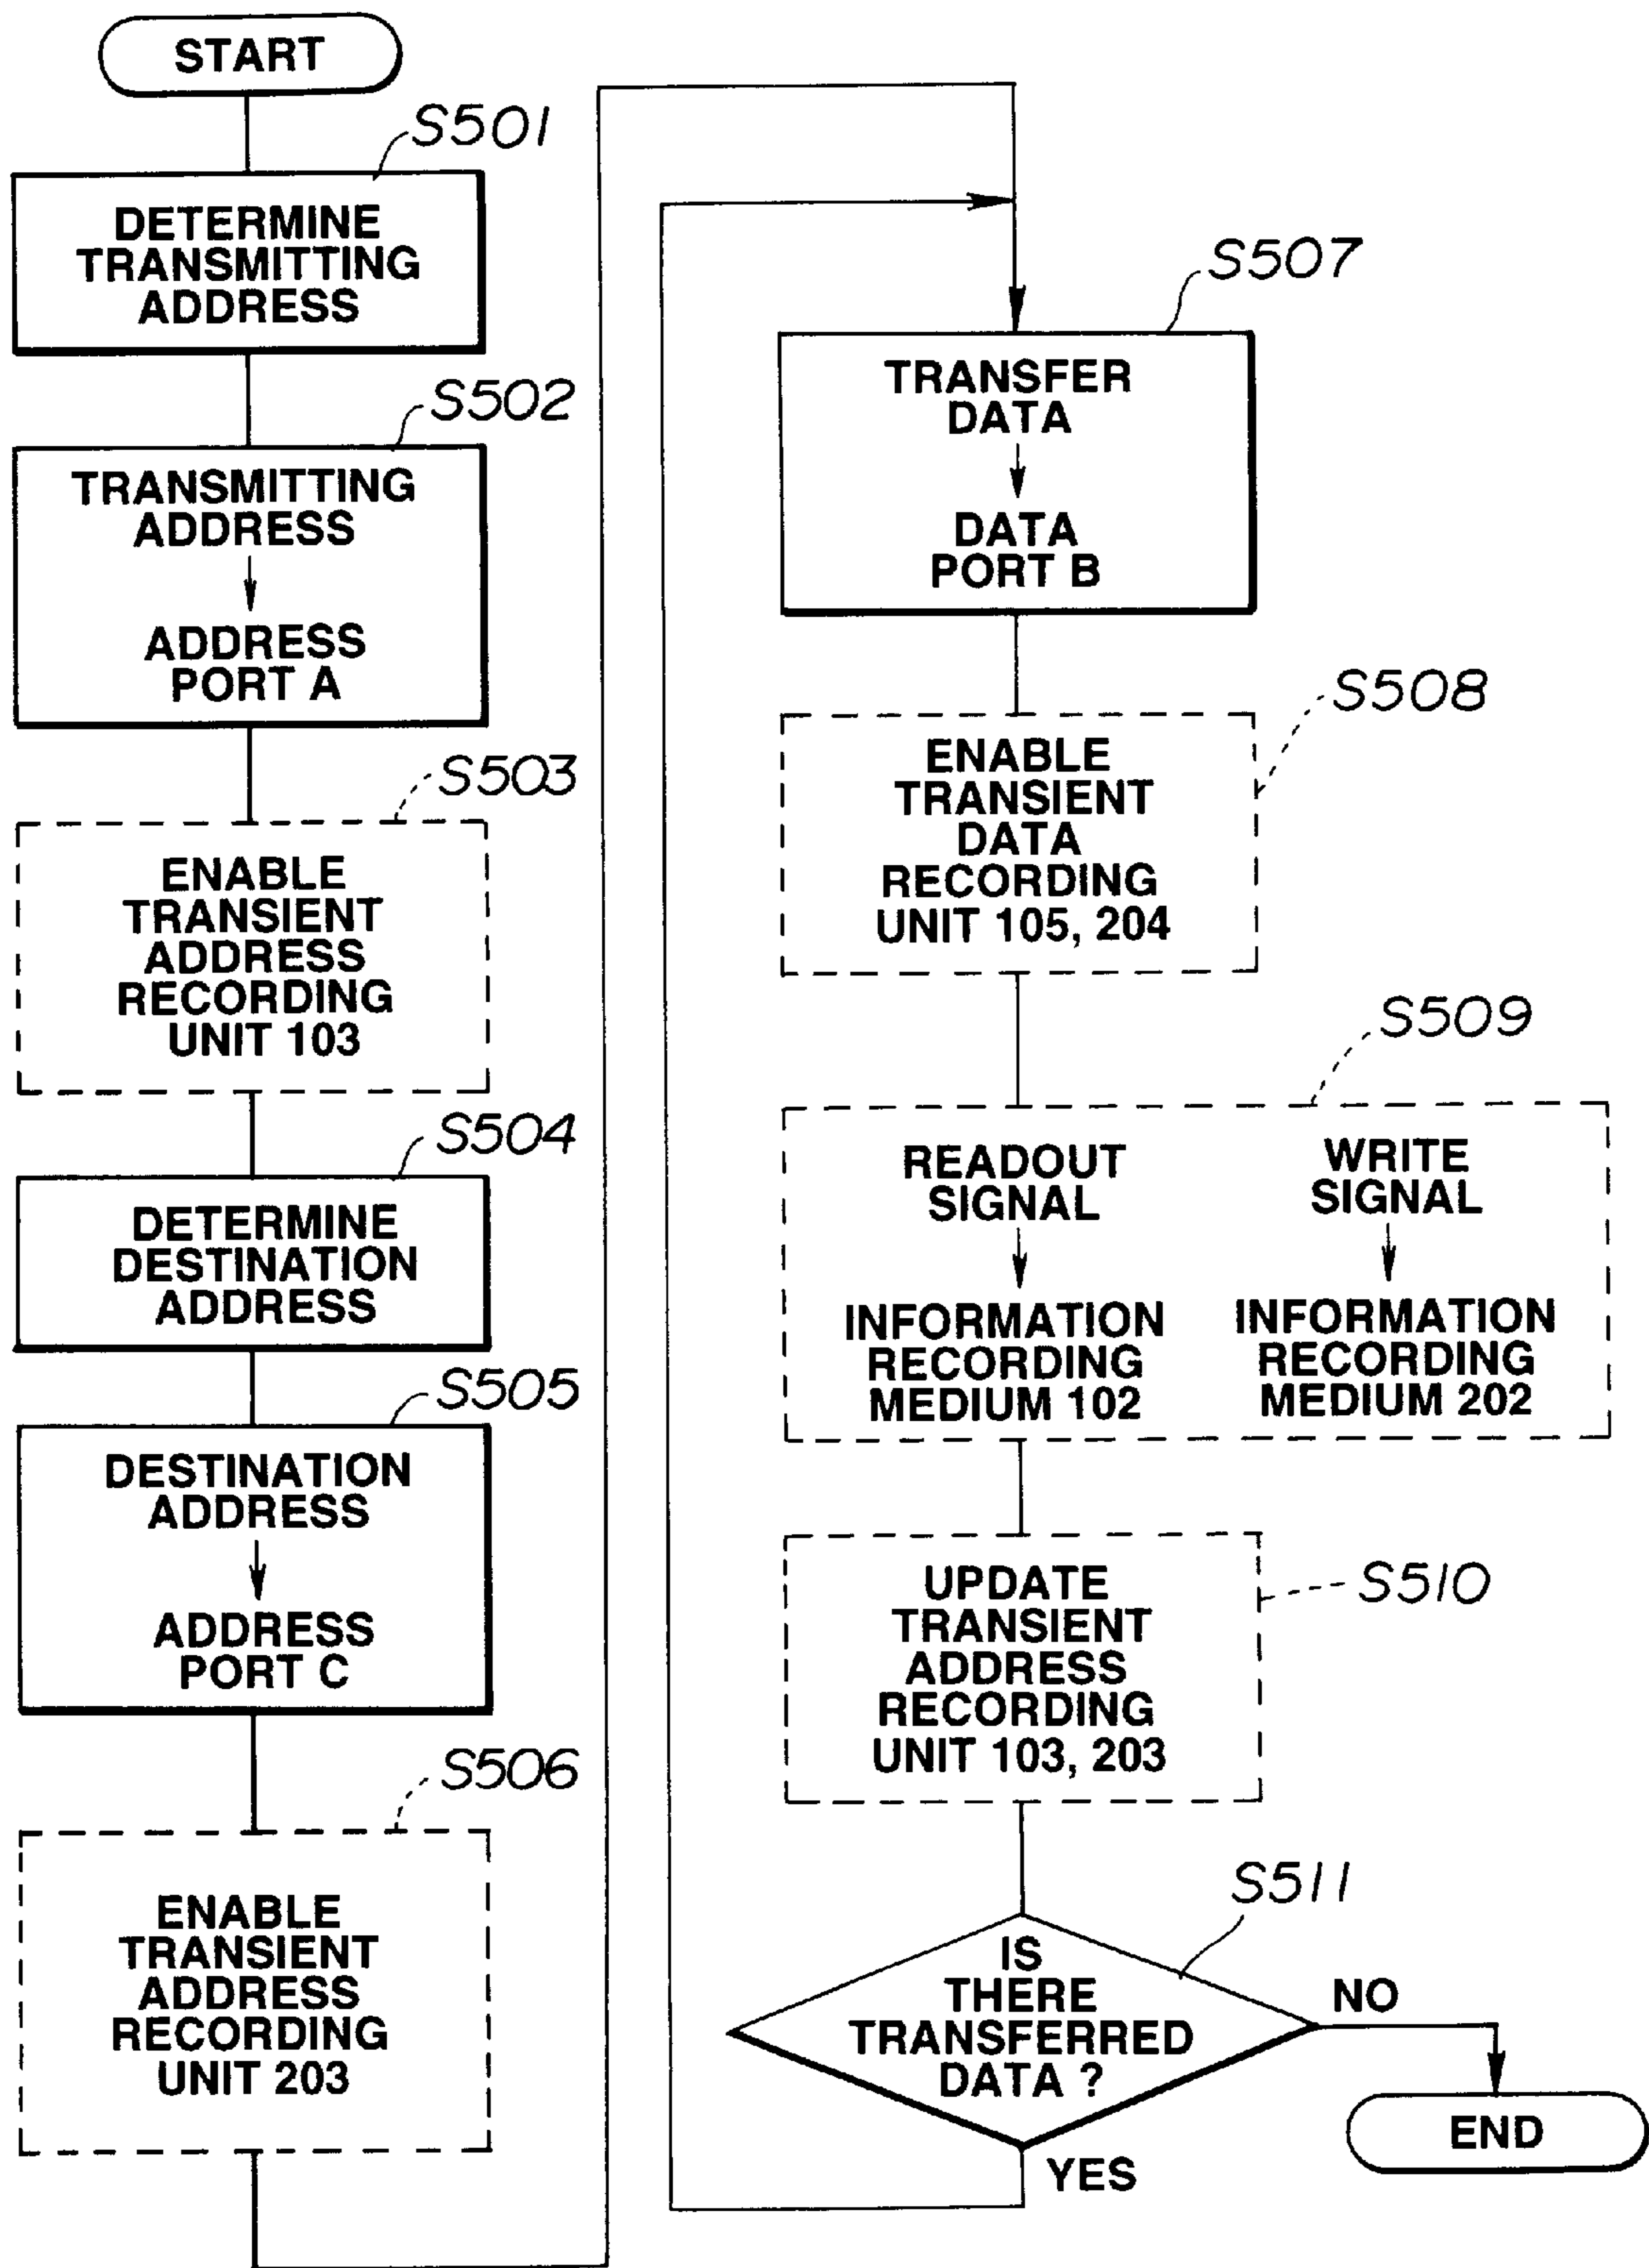 START
S501
DETERMINE
TRANSMITTING
ADDRESS
S502
TRANSMITTING
ADDRESS
ADDRESS
PORT A
S503
ENABLE
TRANSIENT
ADDRESS
RECORDING
UNIT 103
S504
DETERMINE
DESTINATION
ADDRESS
S505
DESTINATION
ADDRESS
ADDRESS
PORT C
S506
ENABLE
TRANSIENT
ADDRESS
RECORDING
UNIT 203
S507
TRANSFER
DATA
DATA
PORT B
S508
ENABLE
TRANSIENT
DATA
RECORDING
UNIT 105, 204
S509
READOUT
SIGNAL
INFORMATION
RECORDING
MEDIUM 102
WRITE
SIGNAL
INFORMATION
RECORDING
MEDIUM 202
S510
UPDATE
TRANSIENT
ADDRESS
RECORDING
UNIT 103, 203
S511
IS
THERE
TRANSFERRED
DATA ?
NO
YES
END